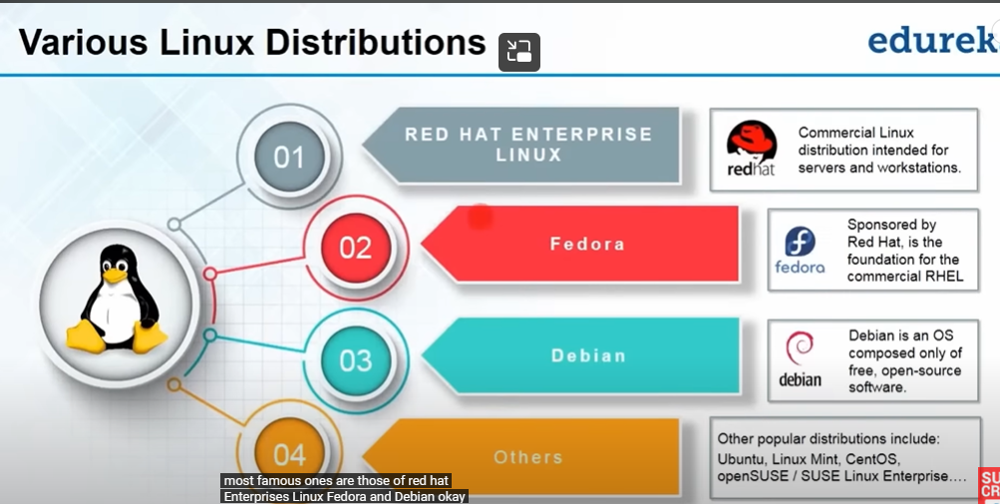 Various Linux Distributions
edurek
01
RED HAT ENTERPRISE
LINUX
redhat
Commercial Linux
distribution intended for
servers and workstations.
02
Fedora
fedora
Sponsored by
Red Hat, is the
foundation for the
commercial RHEL
03
Debian
debian
Debian is an OS
composed only of
free, open-source
software.
04
Others
Other popular distributions include:
Ubuntu, Linux Mint, CentOS,
openSUSE / SUSE Linux Enterprise....
most famous ones are those of red hat
Enterprises Linux Fedora and Debian okay
SU
CR